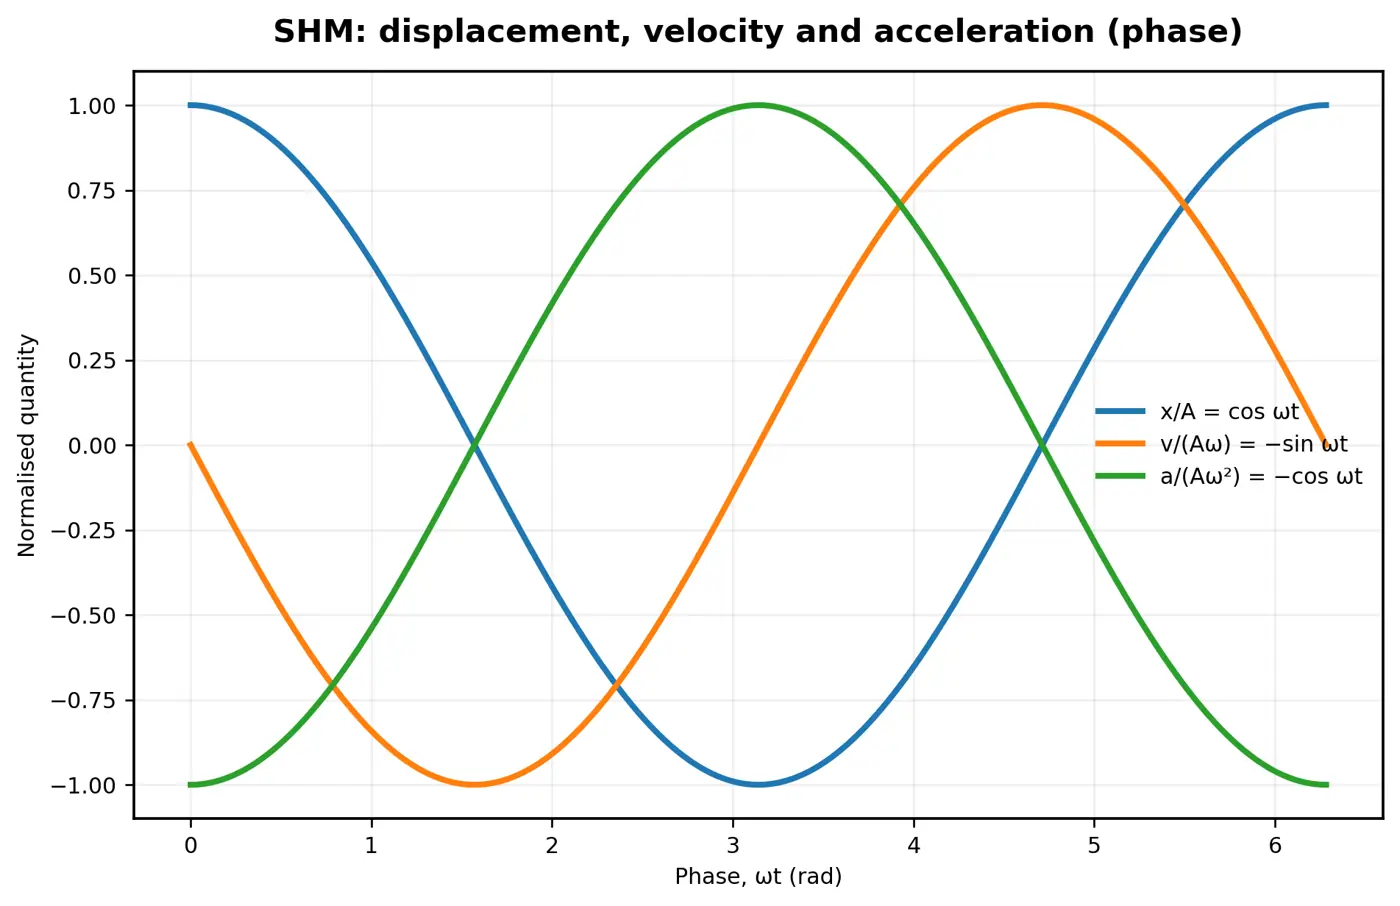 SHM: displacement, velocity and acceleration (phase)
Normalised quantity
1.00
0.75
0.50
0.25
0.00
−0.25
−0.50
−0.75
−1.00
x/A = cos ωt
v/(Aω) = −sin ωt
a/(Aω²) = −cos ωt
0 1 2 3 4 5 6
Phase, ωt (rad)